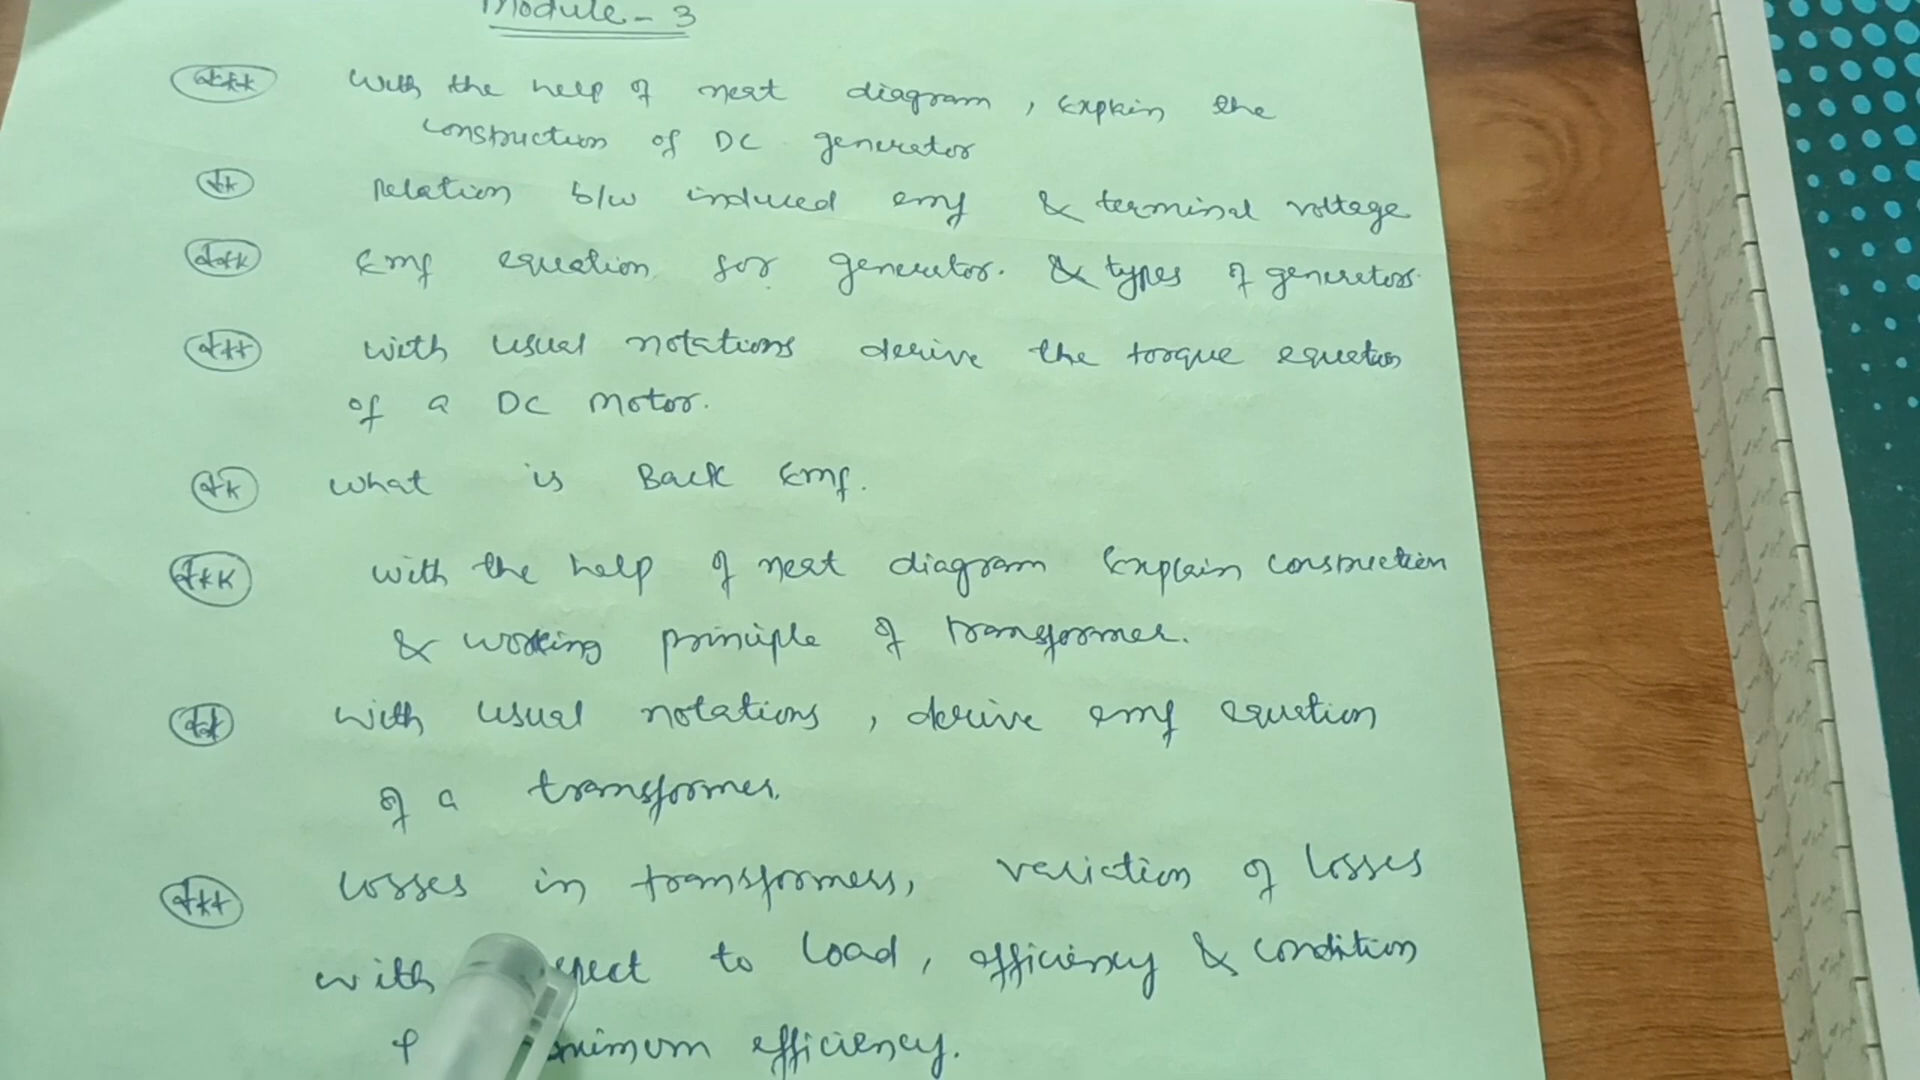 Module - 3
*** With the help of neat diagram, Explain the
construction of DC generator
** Relation b/w induced emf & terminal voltage
*** Emf equation for generator. & types of generators.
*** with usual notations derive the torque equation
of a DC motor.
** what is Back Emf.
*** with the help of neat diagram Explain construction
& working principle of transformer.
** with usual notations, derive emf equation
of a transformer.
*** Losses in transformers, variation of losses
with to load, efficiency & condition
efficiency.